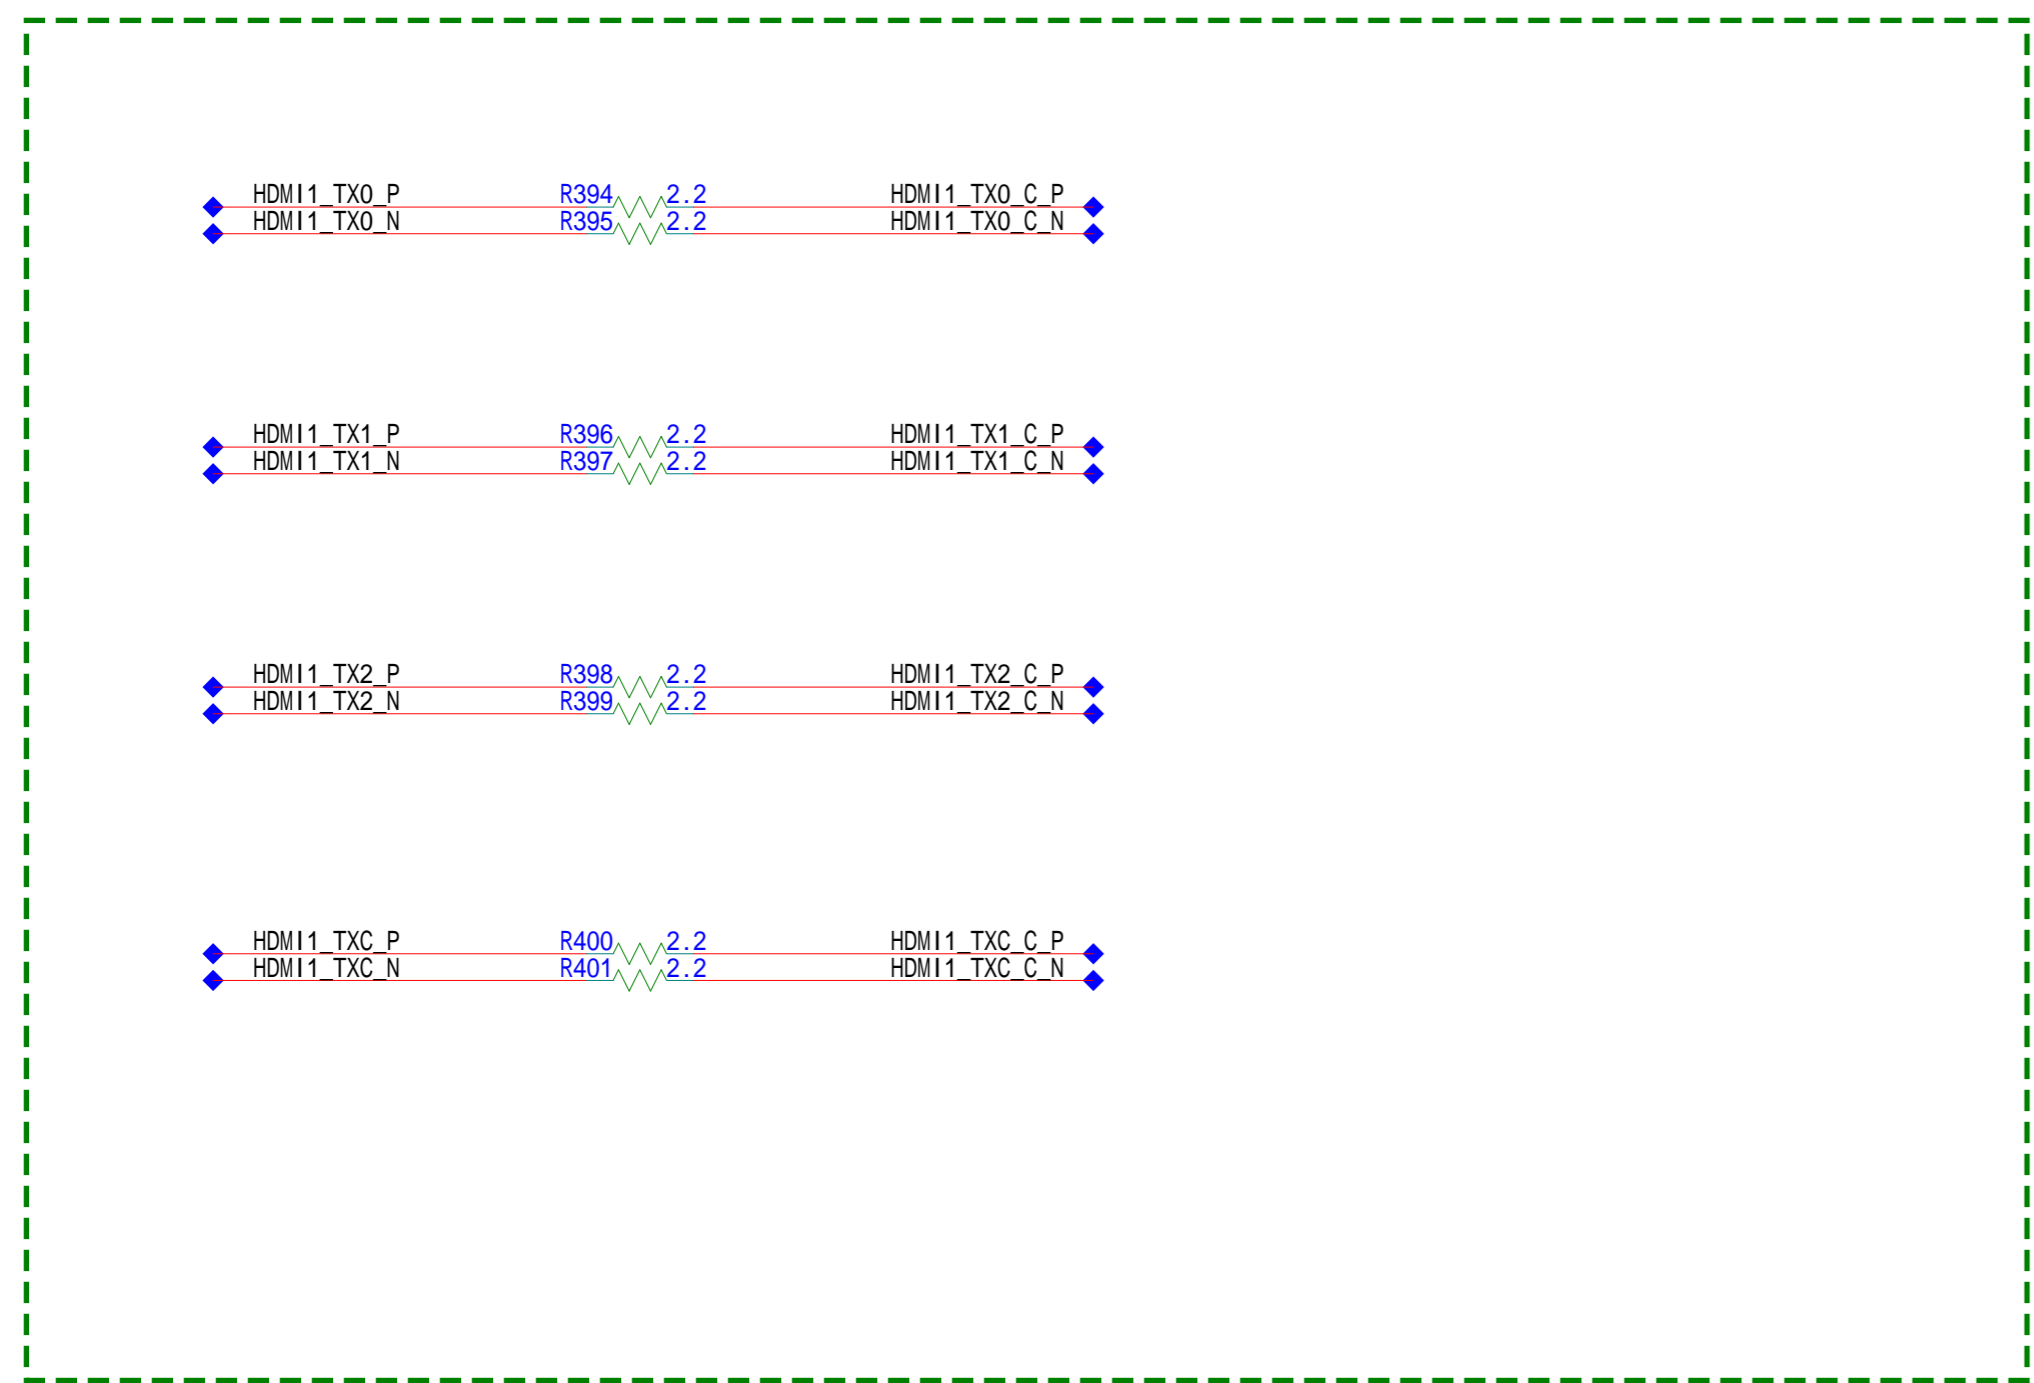 HDMI1_TX0_P R394 2.2 HDMI1_TX0_C_P
HDMI1_TX0_N R395 2.2 HDMI1_TX0_C_N
HDMI1_TX1_P R396 2.2 HDMI1_TX1_C_P
HDMI1_TX1_N R397 2.2 HDMI1_TX1_C_N
HDMI1_TX2_P R398 2.2 HDMI1_TX2_C_P
HDMI1_TX2_N R399 2.2 HDMI1_TX2_C_N
HDMI1_TXC_P R400 2.2 HDMI1_TXC_C_P
HDMI1_TXC_N R401 2.2 HDMI1_TXC_C_N